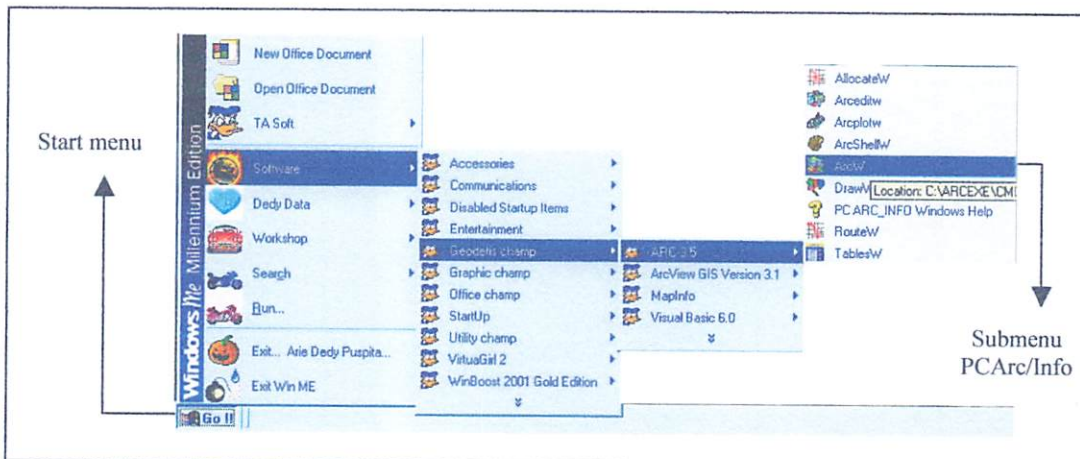 Start menu
Windows Me Millennium Edition
New Office Document
Open Office Document
TA Soft
Software
Dedy Data
Workshop
Search
Run...
Exit... Arie Dedy Puspita...
Exit Win ME
Go !!
Accessories
Communications
Disabled Startup Items
Entertainment
Geodetis champ
Graphic champ
Office champ
StartUp
Utility champ
VirtuaGirl 2
WinBoost 2001 Gold Edition
ARC 3.5
ArcView GIS Version 3.1
MapInfo
Visual Basic 6.0
AllocateW
Arceditw
Arcplotw
ArcShellW
ArcW
Location: C:\ARCEXE\CM
PC ARC_INFO Windows Help
RouteW
TablesW
Submenu
PCArc/Info